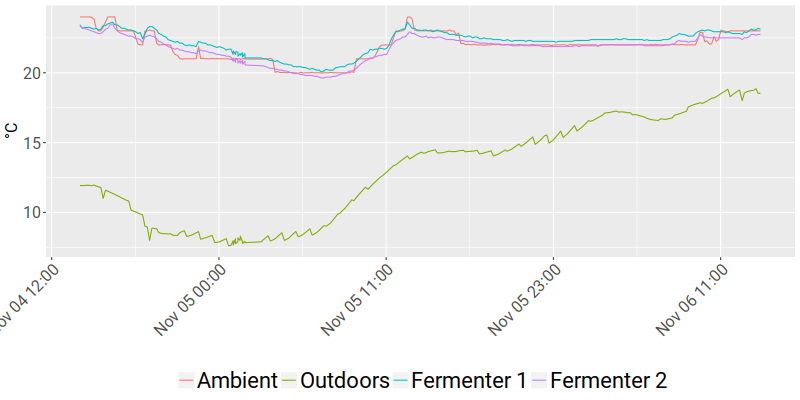 °C
20
15
10
ov 04 12:00
Nov 05 00:00
Nov 05 11:00
Nov 05 23:00
Nov 06 11:00
Ambient Outdoors Fermenter 1 Fermenter 2